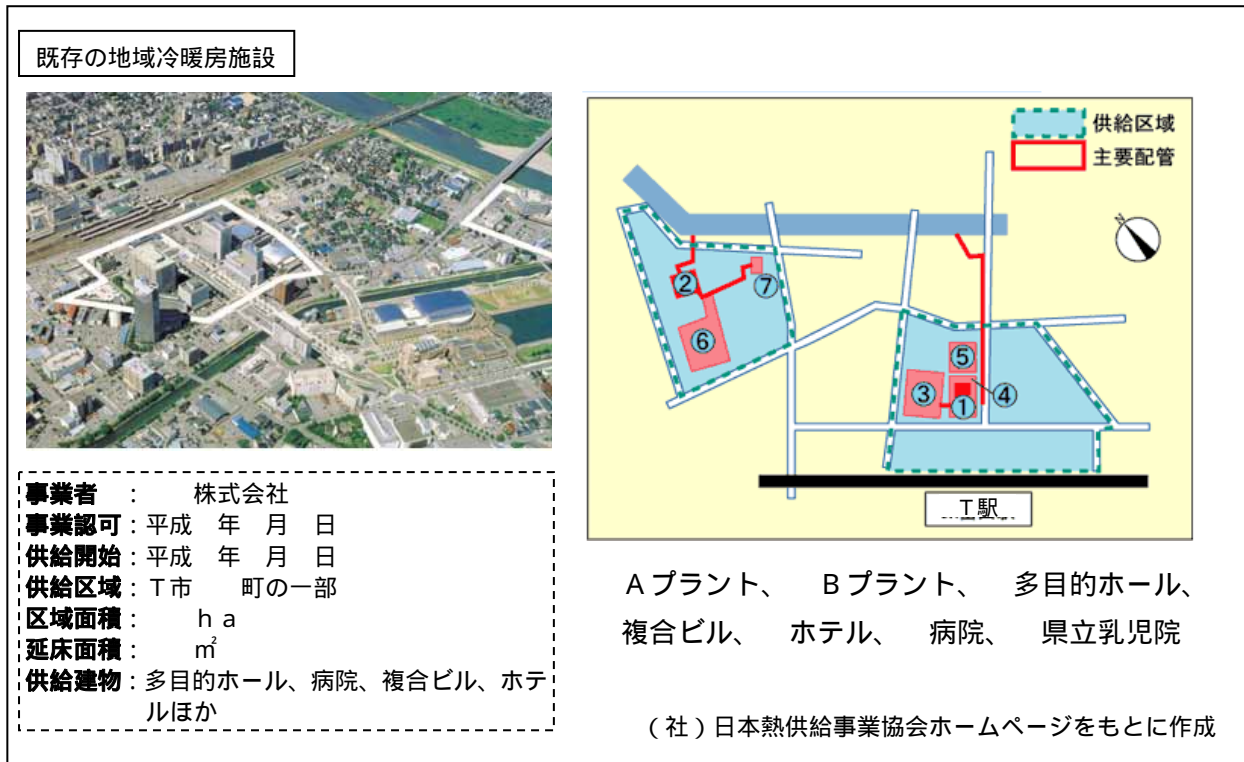 既存の地域冷暖房施設
供給区域
主要配管
N
②
⑦
⑥
⑤
③
①
④
T駅
事業者 : 株式会社
事業認可:平成 年 月 日
供給開始:平成 年 月 日
供給区域:T市 町の一部
区域面積: ha
延床面積: ㎡
供給建物:多目的ホール、病院、複合ビル、ホテ
ルほか
Aプラント、 Bプラント、 多目的ホール、
複合ビル、 ホテル、 病院、 県立乳児院
(社)日本熱供給事業協会ホームページをもとに作成